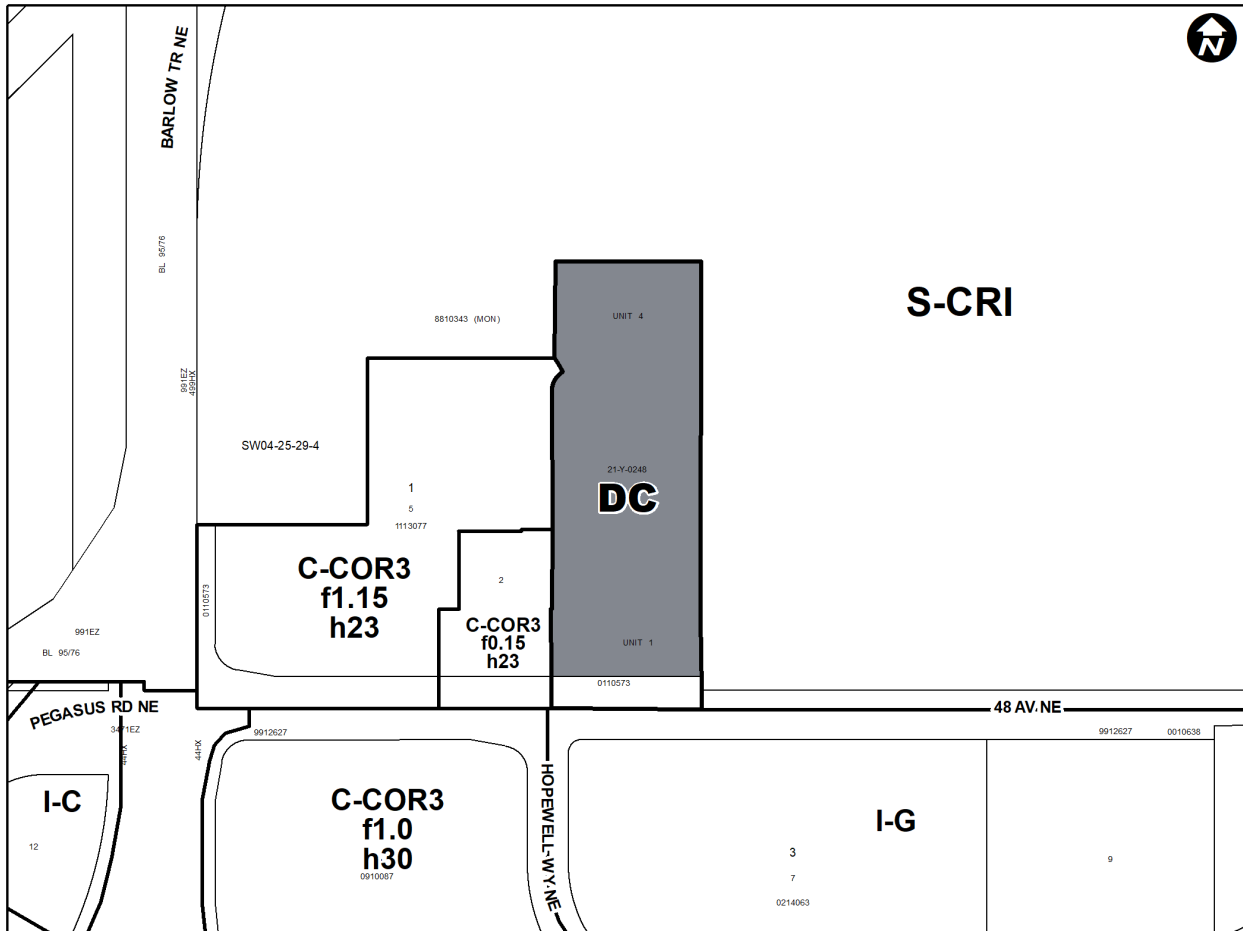 N
BARLOW TR NE
BL 95/76
S-CRI
UNIT 4
8810343 (MON)
991EZ
499HX
SW04-25-29-4
21-Y-0248
DC
1
5
1113077
C-COR3
f1.15
h23
2
0110573
C-COR3
f0.15
h23
UNIT 1
991EZ
BL 95/76
0110573
PEGASUS RD NE
48 AV NE
3471EZ
44HX
44HX
9912627
9912627
0010638
HOPEWELL WY NE
I-C
C-COR3
f1.0
h30
0910087
I-G
12
3
7
0214063
9